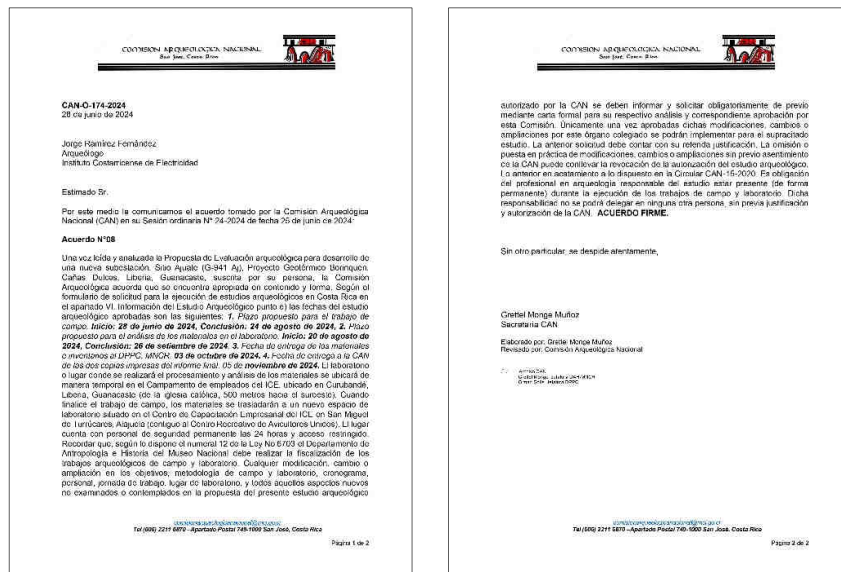 COMISION ARQUEOLOGICA NACIONAL
San José, Costa Rica
CAN-O-174-2024
28 de junio de 2024
Jorge Ramírez Fernández
Arqueólogo
Instituto Costarricense de Electricidad
Estimado Sr.
Por este medio le comunicamos el acuerdo tomado por la Comisión Arqueológica
Nacional (CAN) en su Sesión ordinaria N° 24-2024 de fecha 26 de junio de 2024:
Acuerdo N°08
Una vez leída y analizada la Propuesta de Evaluación arqueológica para desarrollo de
una nueva subestación. Sitio Ajuate (G-941 Aj), Proyecto Geotérmico Borinquen.
Cañas Dulces, Liberia, Guanacaste, suscrita por su persona, la Comisión
Arqueológica acuerda que se encuentra apropiada en contenido y forma. Según el
formulario de solicitud para la ejecución de estudios arqueológicos en Costa Rica en
el apartado VI. Información del Estudio Arqueológico punto e) las fechas del estudio
arqueológico aprobadas son las siguientes: 1. Plazo propuesto para el trabajo de
campo. Inicio: 28 de junio de 2024, Conclusión: 24 de agosto de 2024, 2. Plazo
propuesto para el análisis de los materiales en el laboratorio. Inicio: 20 de agosto de
2024, Conclusión: 26 de setiembre de 2024. 3. Fecha de entrega de los materiales
e inventarios al DPPC, MNCR. 03 de octubre de 2024. 4. Fecha de entrega a la CAN
de las dos copias impresas del informe final. 05 de noviembre de 2024. El laboratorio
o lugar donde se realizará el procesamiento y análisis de los materiales se ubicará de
manera temporal en el Campamento de empleados del ICE, ubicado en Curubandé,
Liberia, Guanacaste (de la iglesia católica, 500 metros hacia el suroeste). Cuando
finalice el trabajo de campo, los materiales se trasladarán a un nuevo espacio de
laboratorio situado en el Centro de Capacitación Empresarial del ICE en San Miguel
de Turrúcares, Alajuela (contiguo al Centro Recreativo de Avicultores Unidos). El lugar
cuenta con personal de seguridad permanente las 24 horas y acceso restringido.
Recordar que, según lo dispone el numeral 12 de la Ley No 6703 el Departamento de
Antropología e Historia del Museo Nacional debe realizar la fiscalización de los
trabajos arqueológicos de campo y laboratorio. Cualquier modificación, cambio o
ampliación en los objetivos, metodología de campo y laboratorio, cronograma,
personal, jornada de trabajo, lugar de laboratorio, y todos aquellos aspectos nuevos
no examinados o contemplados en la propuesta del presente estudio arqueológico
Tel (506) 2211 5870 –Apartado Postal 749-1000 San José, Costa Rica
Página 1 de 2
COMISION ARQUEOLOGICA NACIONAL
San José, Costa Rica
autorizado por la CAN se deben informar y solicitar obligatoriamente de previo
mediante carta formal para su respectivo análisis y correspondiente aprobación por
esta Comisión. Únicamente una vez aprobadas dichas modificaciones, cambios o
ampliaciones por este órgano colegiado se podrán implementar para el supracitado
estudio. La anterior solicitud debe contar con su refenda justificación. La omisión o
puesta en práctica de modificaciones, cambios o ampliaciones sin previo asentimiento
de la CAN puede conllevar la revocación de la autorización del estudio arqueológico.
Lo anterior en acatamiento a lo dispuesto en la Circular CAN-15-2020. Es obligación
del profesional en arqueología responsable del estudio estar presente (de forma
permanente) durante la ejecución de los trabajos de campo y laboratorio. Dicha
responsabilidad no se podrá delegar en ninguna otra persona, sin previa justificación
y autorización de la CAN. ACUERDO FIRME.
Sin otro particular, se despide atentamente,
Grettel Monge Muñoz
Secretaria CAN
Elaborado por: Grettel Monge Muñoz
Revisado por: Comisión Arqueológica Nacional
Tel (506) 2211 5870 –Apartado Postal 749-1000 San José, Costa Rica
Página 2 de 2